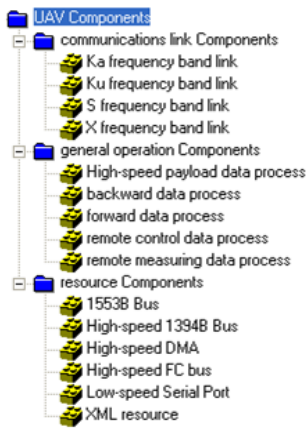 UAV Components
communications link Components
Ka frequency band link
Ku frequency band link
S frequency band link
X frequency band link
general operation Components
High-speed payload data process
backward data process
forward data process
remote control data process
remote measuring data process
resource Components
1553B Bus
High-speed 1394B Bus
High-speed DMA
High-speed FC bus
Low-speed Serial Port
XML resource